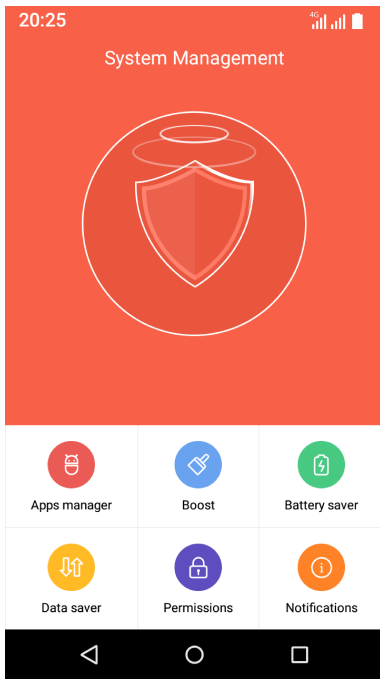 20:25
4G
System Management
Apps manager
Boost
Battery saver
Data saver
Permissions
Notifications